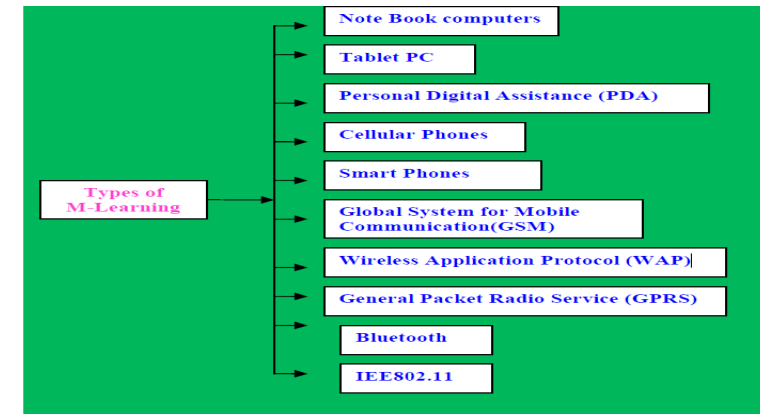 Note Book computers
Tablet PC
Personal Digital Assistance (PDA)
Cellular Phones
Smart Phones
Types of
M-Learning
Global System for Mobile
Communication(GSM)
Wireless Application Protocol (WAP)
General Packet Radio Service (GPRS)
Bluetooth
IEE802.11